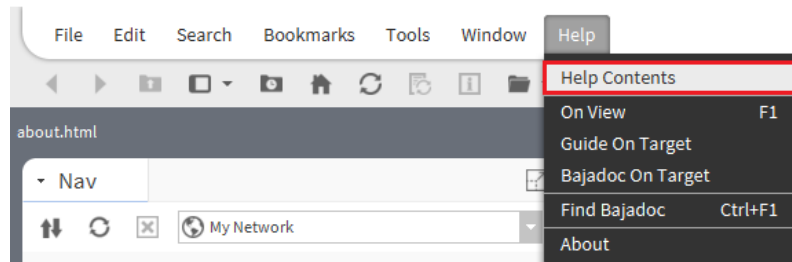 File Edit Search Bookmarks Tools Window Help
Help Contents
On View F1
about.html
Guide On Target
Nav
Bajadoc On Target
Find Bajadoc Ctrl+F1
My Network
About